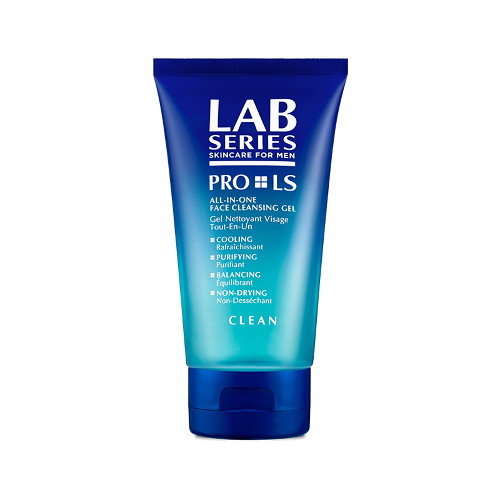 LAB
SERIES
SKINCARE FOR MEN
PRO LS
ALL-IN-ONE
FACE CLEANSING GEL
Gel Nettoyant Visage
Tout-En-Un
COOLING
Rafraîchissant
PURIFYING
Purifiant
BALANCING
Équilibrant
NON-DRYING
Non-Desséchant
CLEAN